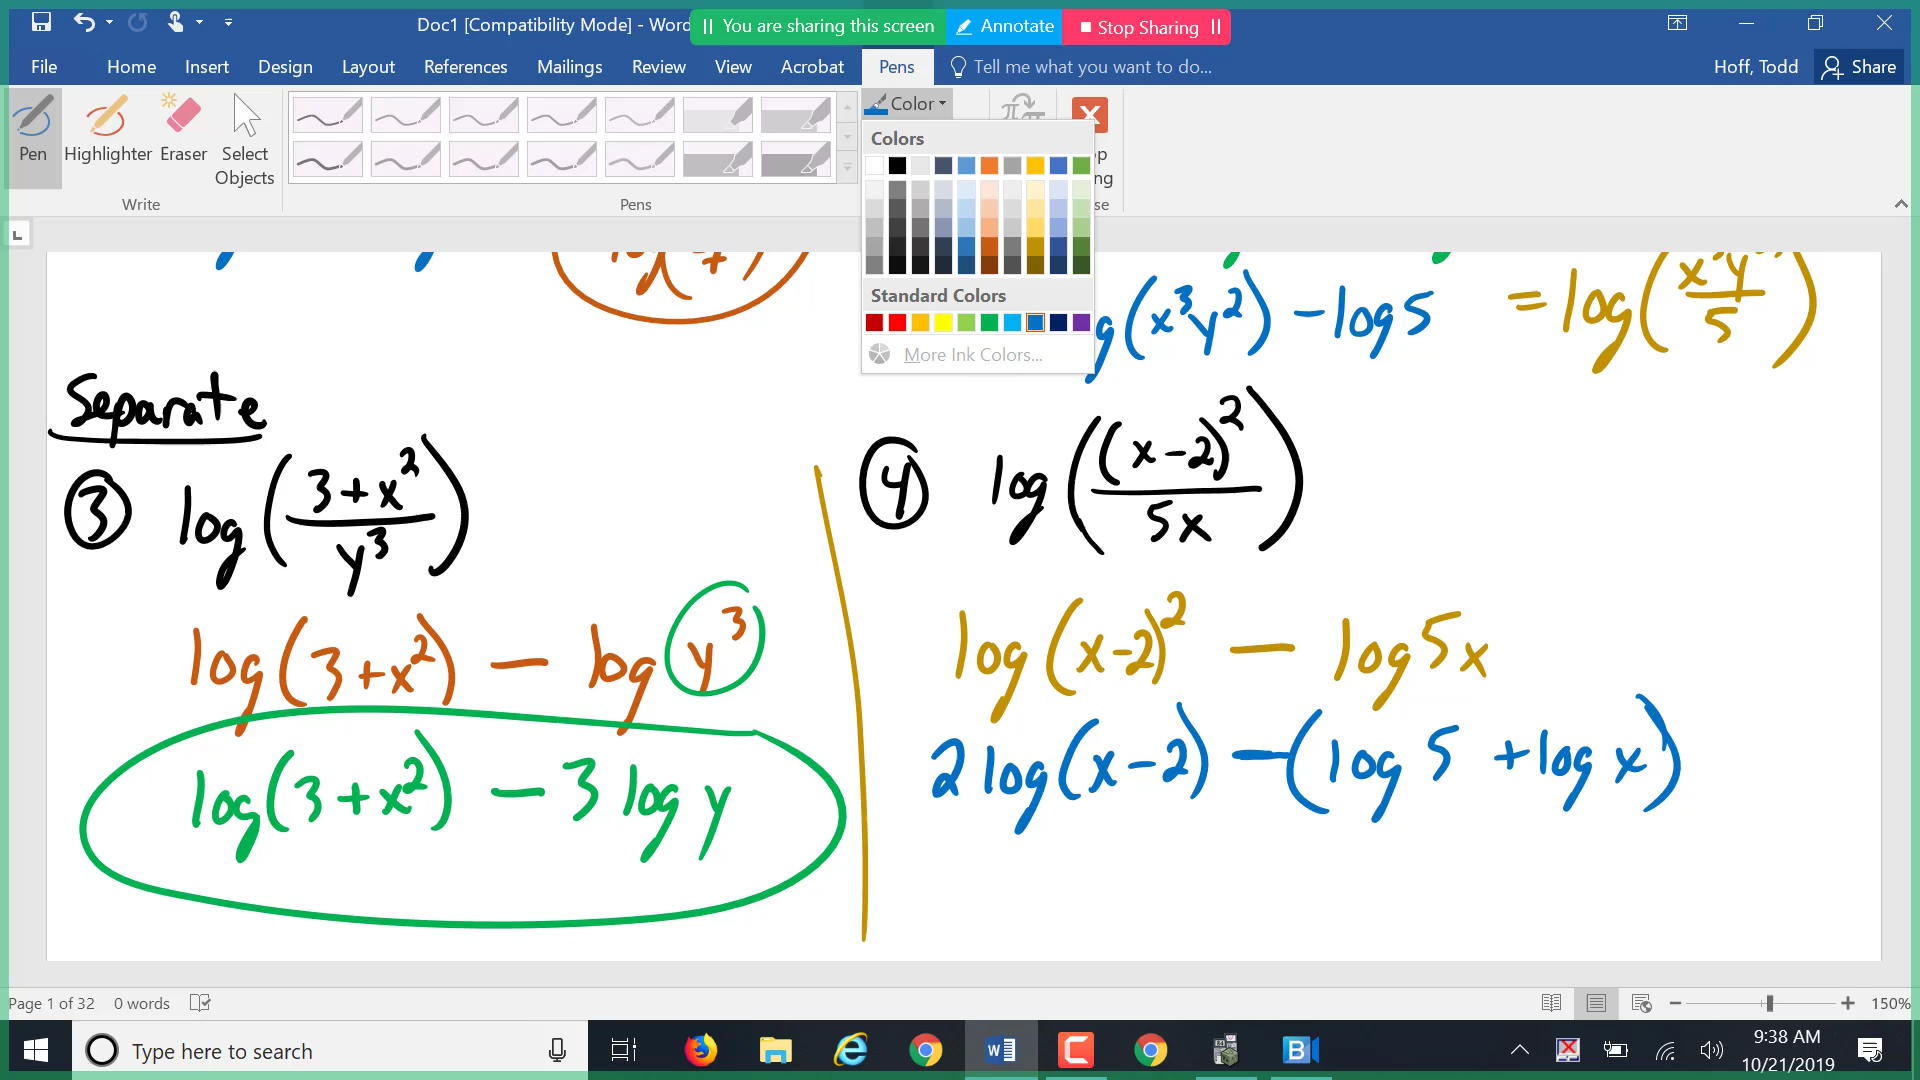 Doc1 [Compatibility Mode] - Word
You are sharing this screen
Annotate
Stop Sharing
File Home Insert Design Layout References Mailings Review View Acrobat Pens Tell me what you want to do... Hoff, Todd Share
Pen Highlighter Eraser Select Objects
Write Pens
Color
Colors
Standard Colors
More Ink Colors...
(x³y²) - log 5 = log(x³y²/5)
Separate
③ log((3+x²)/y³)
log(3+x²) - log y³
log(3+x²) - 3 log y
④ log((x-2)²/5x)
log(x-2)² - log 5x
2 log(x-2) - (log 5 + log x)
Page 1 of 32 0 words 150%
Type here to search
9:38 AM
10/21/2019